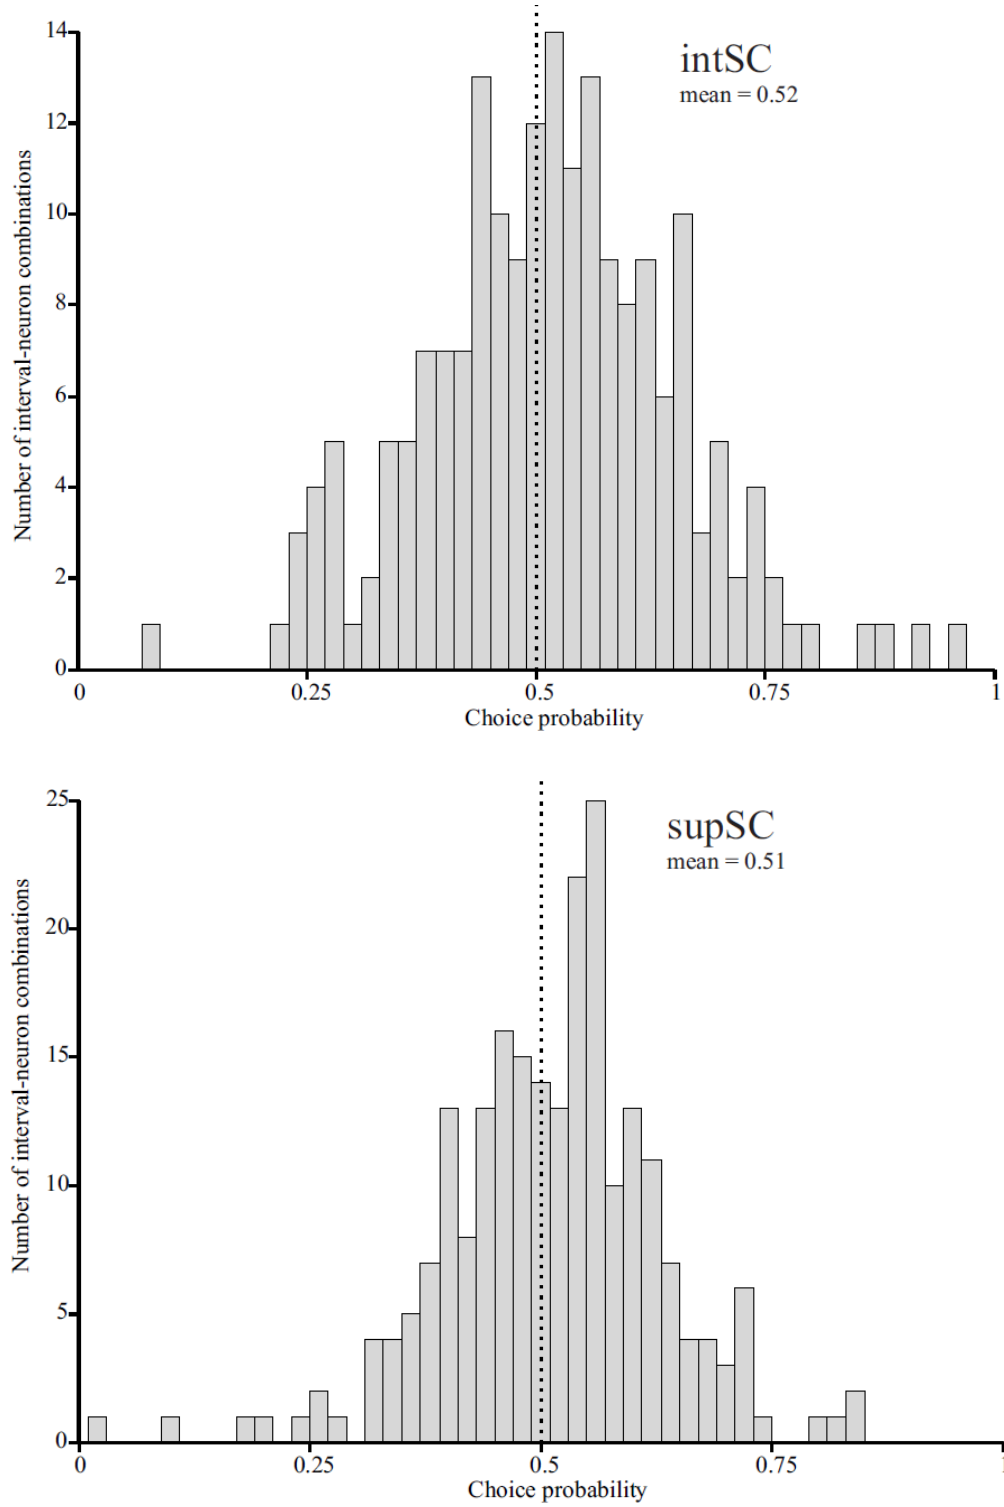 14
12
10
8
6
4
2
0
Number of interval-neuron combinations
intSC
mean = 0.52
0 0.25 0.5 0.75 1
Choice probability
25
20
15
10
5
0
Number of interval-neuron combinations
supSC
mean = 0.51
0 0.25 0.5 0.75 1
Choice probability